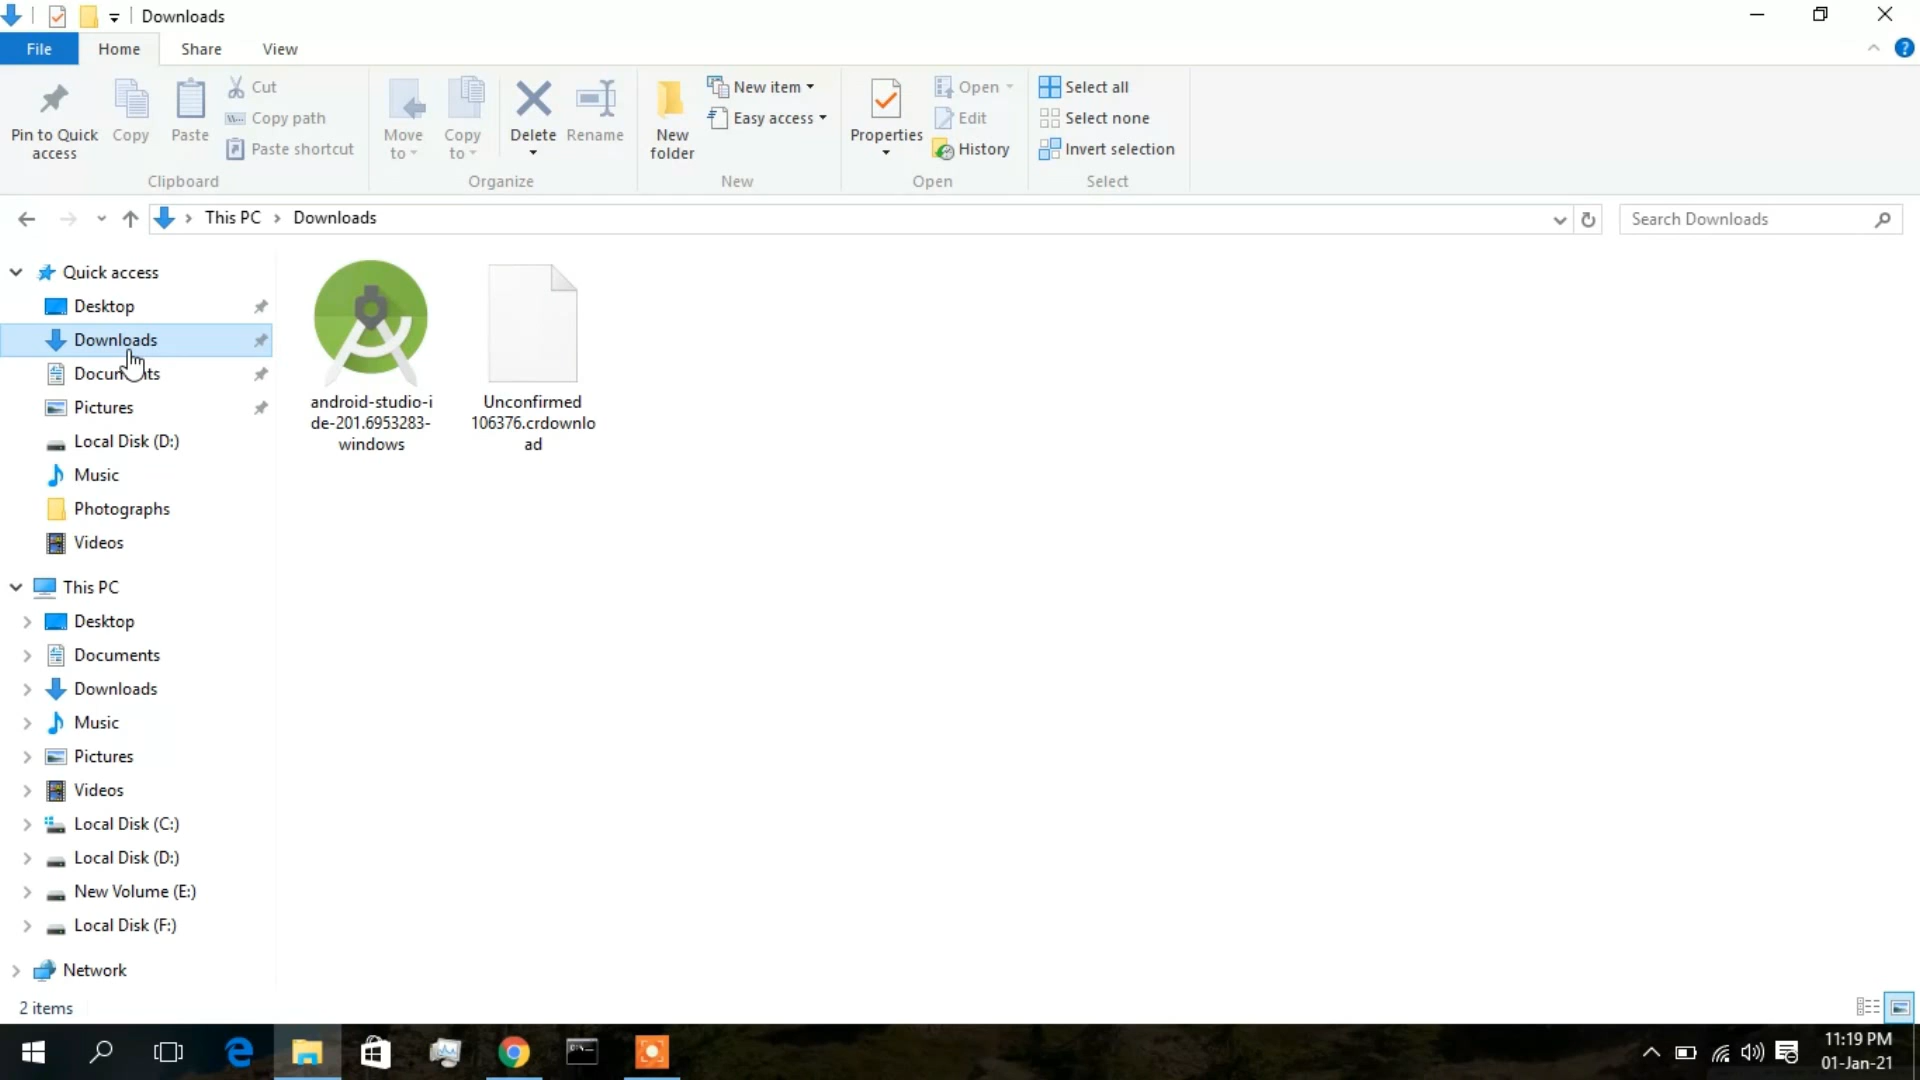 Downloads
File
Home
Share
View
Pin to Quick
access
Copy
Paste
Cut
Copy path
Paste shortcut
Clipboard
Move
to
Copy
to
Delete
Rename
Organize
New
folder
New item
Easy access
New
Properties
Open
Edit
History
Open
Select all
Select none
Invert selection
Select
This PC
Downloads
Search Downloads
Quick access
Desktop
Downloads
Documents
Pictures
Local Disk (D:)
Music
Photographs
Videos
This PC
Desktop
Documents
Downloads
Music
Pictures
Videos
Local Disk (C:)
Local Disk (D:)
New Volume (E:)
Local Disk (F:)
Network
android-studio-i
de-201.6953283-
windows
Unconfirmed
106376.crdownlo
ad
2 items
11:19 PM
01-Jan-21